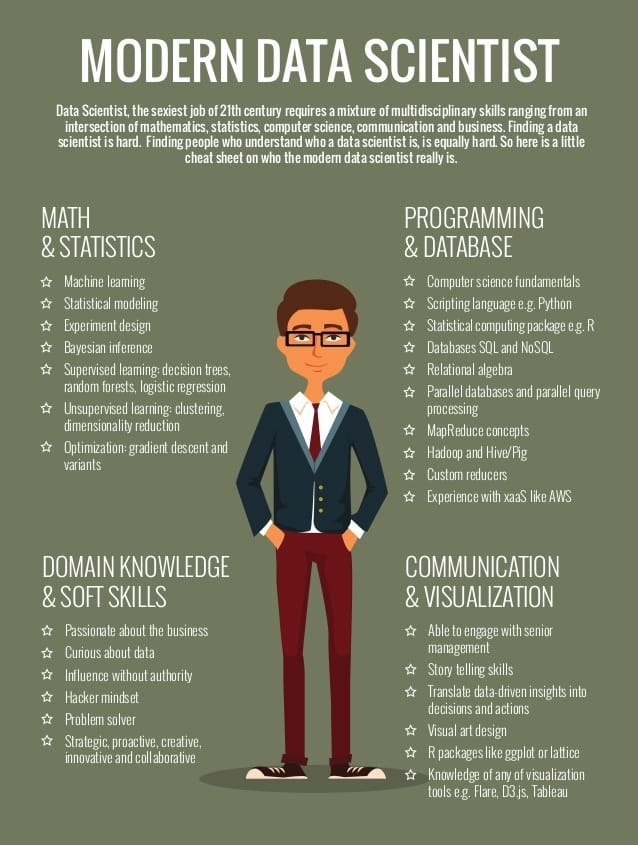 MODERN DATA SCIENTIST
Data Scientist, the sexiest job of 21th century requires a mixture of multidisciplinary skills ranging from an
intersection of mathematics, statistics, computer science, communication and business. Finding a data
scientist is hard. Finding people who understand who a data scientist is, is equally hard. So here is a little
cheat sheet on who the modern data scientist really is.
MATH
& STATISTICS
Machine learning
Statistical modeling
Experiment design
Bayesian inference
Supervised learning: decision trees,
random forests, logistic regression
Unsupervised learning: clustering,
dimensionality reduction
Optimization: gradient descent and
variants
PROGRAMMING
& DATABASE
Computer science fundamentals
Scripting language e.g. Python
Statistical computing package e.g. R
Databases SQL and NoSQL
Relational algebra
Parallel databases and parallel query
processing
MapReduce concepts
Hadoop and Hive/Pig
Custom reducers
Experience with xaaS like AWS
DOMAIN KNOWLEDGE
& SOFT SKILLS
Passionate about the business
Curious about data
Influence without authority
Hacker mindset
Problem solver
Strategic, proactive, creative,
innovative and collaborative
COMMUNICATION
& VISUALIZATION
Able to engage with senior
management
Story telling skills
Translate data-driven insights into
decisions and actions
Visual art design
R packages like ggplot or lattice
Knowledge of any of visualization
tools e.g. Flare, D3.js, Tableau